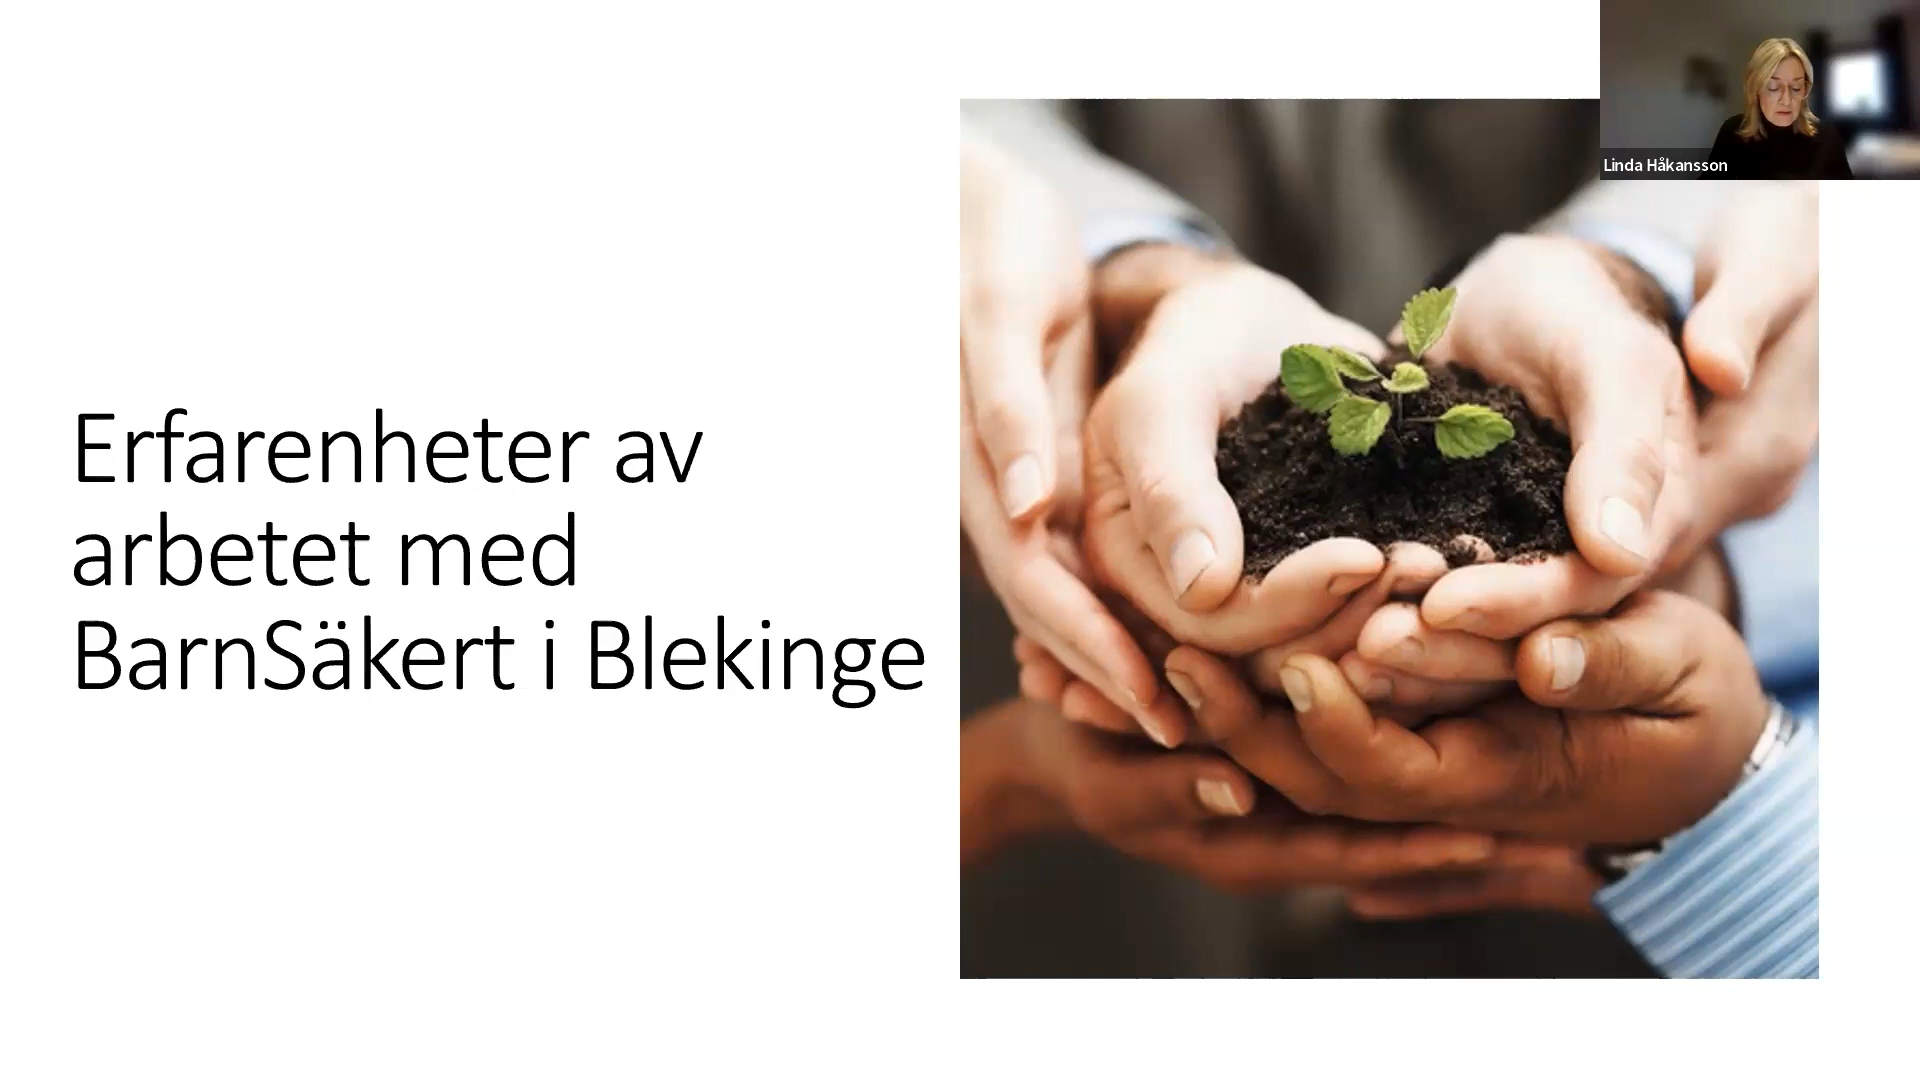 Linda Håkansson
Erfarenheter av
arbetet med
BarnSäkert i Blekinge